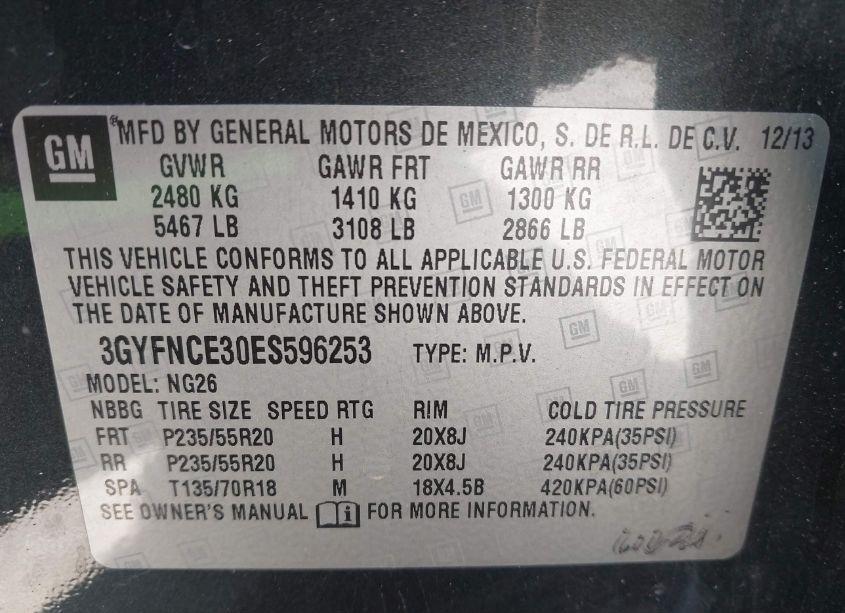 GM
® MFD BY GENERAL MOTORS DE MEXICO, S. DE R.L. DE C.V. 12/13
GVWR GAWR FRT GAWR RR
2480 KG 1410 KG 1300 KG
5467 LB 3108 LB 2866 LB
THIS VEHICLE CONFORMS TO ALL APPLICABLE U.S. FEDERAL MOTOR
VEHICLE SAFETY AND THEFT PREVENTION STANDARDS IN EFFECT ON
THE DATE OF MANUFACTURE SHOWN ABOVE.
3GYFNCE30ES596253 TYPE: M.P.V.
MODEL: NG26
NBBG TIRE SIZE SPEED RTG RIM COLD TIRE PRESSURE
FRT P235/55R20 H 20X8J 240KPA(35PSI)
RR P235/55R20 H 20X8J 240KPA(35PSI)
SPA T135/70R18 M 18X4.5B 420KPA(60PSI)
SEE OWNER'S MANUAL FOR MORE INFORMATION.